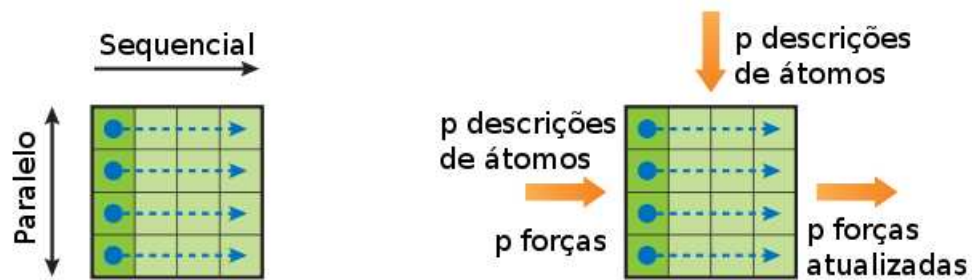 Sequencial
Paralelo
p descrições
de átomos
p descrições
de átomos
p forças
p forças
atualizadas